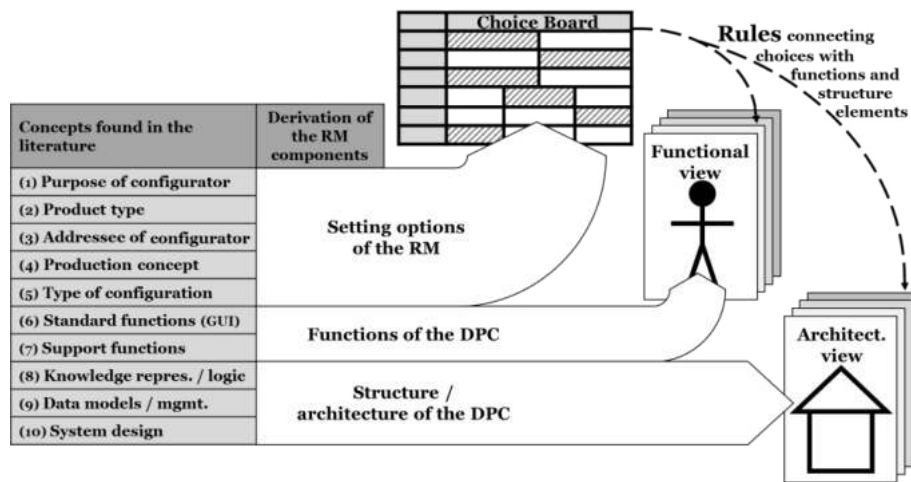 Choice Board
Rules connecting
choices with
functions and
structure
elements
Concepts found in the
literature
Derivation of
the RM
components
(1) Purpose of configurator
(2) Product type
(3) Addressee of configurator
(4) Production concept
(5) Type of configuration
(6) Standard functions (GUI)
(7) Support functions
(8) Knowledge repres. / logic
(9) Data models / mgmt.
(10) System design
Setting options
of the RM
Functions of the DPC
Structure /
architecture of the DPC
Functional
view
Architect.
view